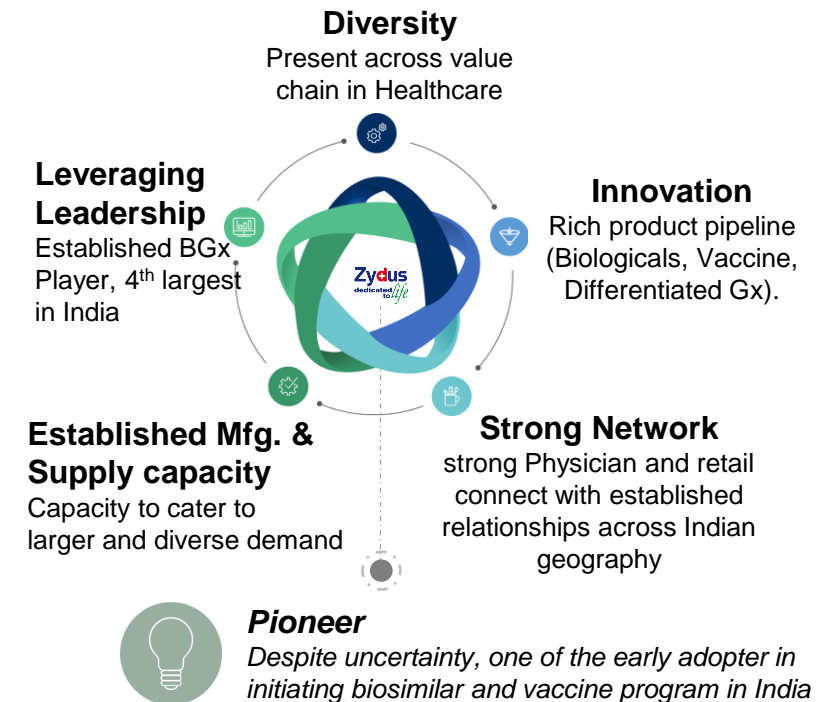 Diversity
Present across value
chain in Healthcare
Leveraging
Leadership
Established BGx
Player, 4th largest
in India
Innovation
Rich product pipeline
(Biologicals, Vaccine,
Differentiated Gx).
Zydus
dedicated
to life
Established Mfg. &
Supply capacity
Capacity to cater to
larger and diverse demand
Strong Network
strong Physician and retail
connect with established
relationships across Indian
geography
Pioneer
Despite uncertainty, one of the early adopter in
initiating biosimilar and vaccine program in India